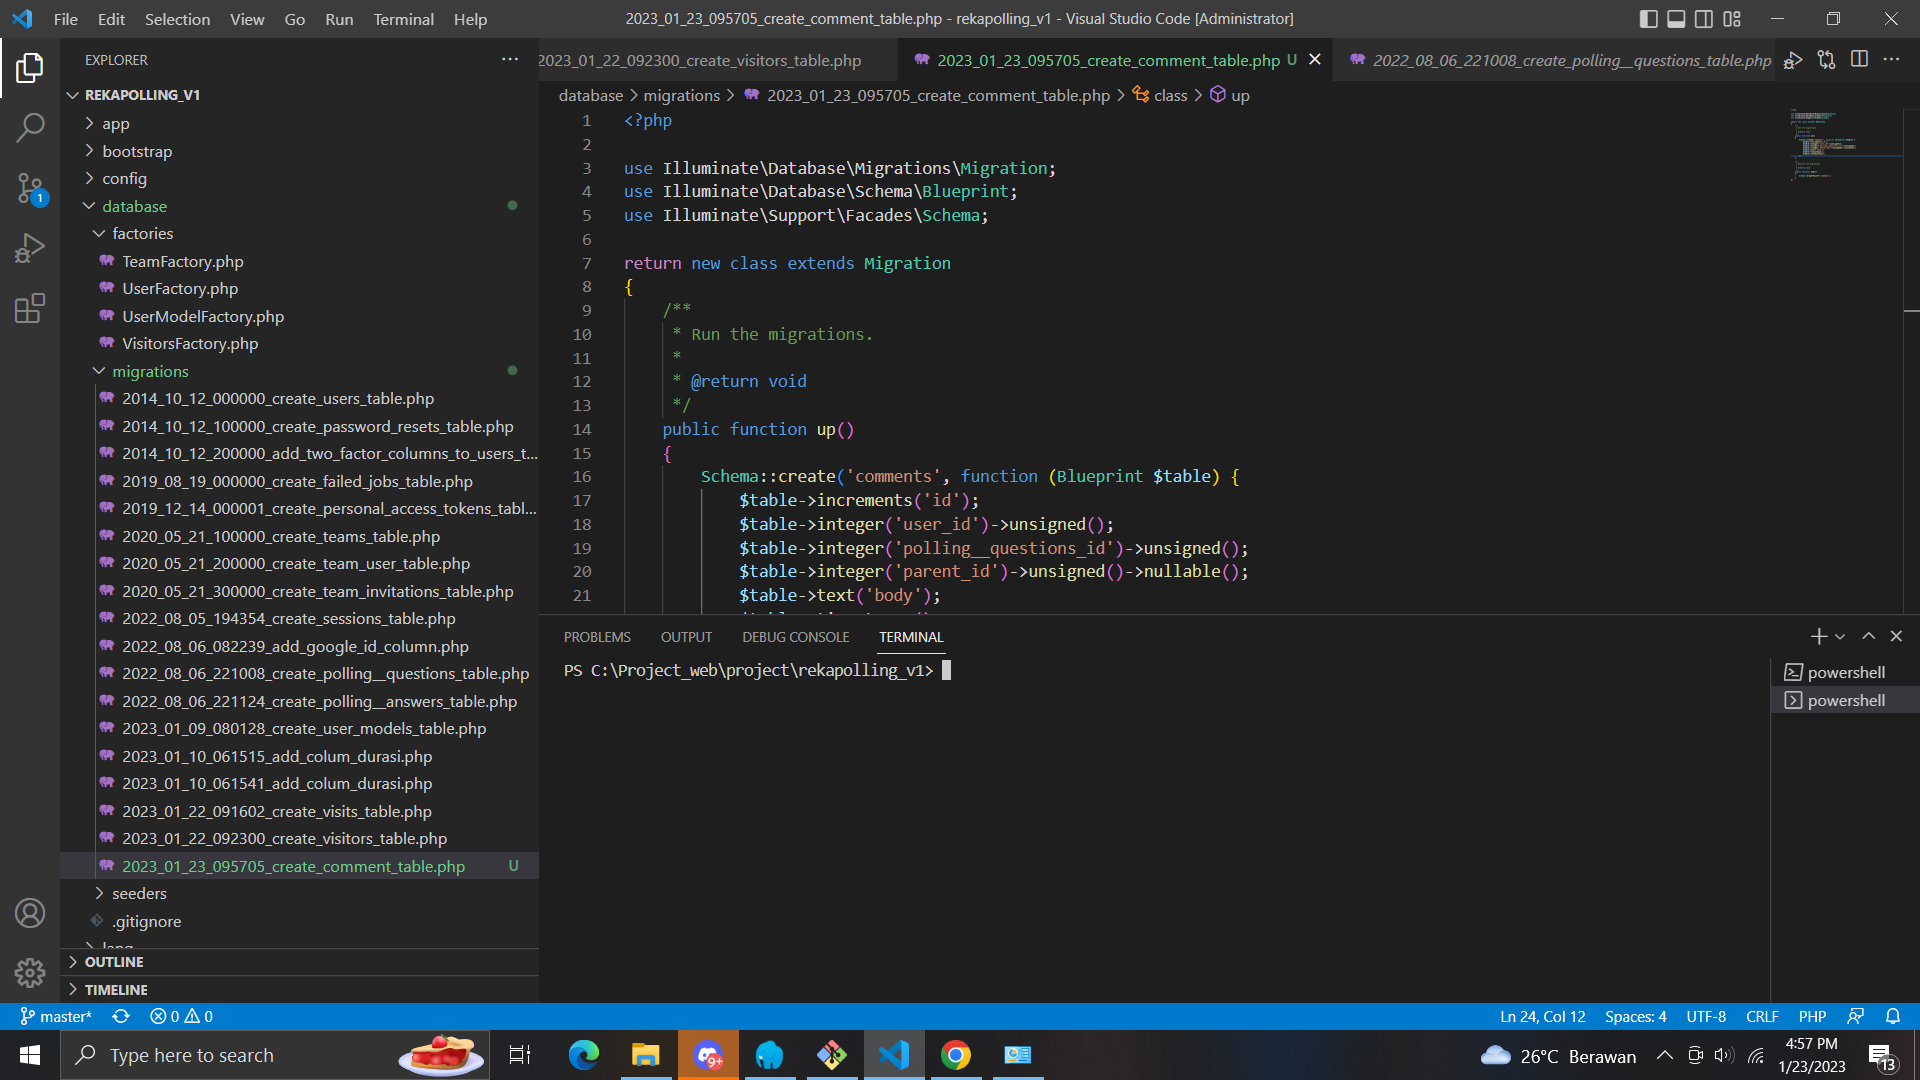 File Edit Selection View Go Run Terminal Help
2023_01_23_095705_create_comment_table.php - rekapolling_v1 - Visual Studio Code [Administrator]
EXPLORER
REKAPOLLING_V1
app
bootstrap
config
database
factories
TeamFactory.php
UserFactory.php
UserModelFactory.php
VisitorsFactory.php
migrations
2014_10_12_000000_create_users_table.php
2014_10_12_100000_create_password_resets_table.php
2014_10_12_200000_add_two_factor_columns_to_users_t...
2019_08_19_000000_create_failed_jobs_table.php
2019_12_14_000001_create_personal_access_tokens_tabl...
2020_05_21_100000_create_teams_table.php
2020_05_21_200000_create_team_user_table.php
2020_05_21_300000_create_team_invitations_table.php
2022_08_05_194354_create_sessions_table.php
2022_08_06_082239_add_google_id_column.php
2022_08_06_221008_create_polling__questions_table.php
2022_08_06_221124_create_polling__answers_table.php
2023_01_09_080128_create_user_models_table.php
2023_01_10_061515_add_colum_durasi.php
2023_01_10_061541_add_colum_durasi.php
2023_01_22_091602_create_visits_table.php
2023_01_22_092300_create_visitors_table.php
2023_01_23_095705_create_comment_table.php U
seeders
.gitignore
lang
OUTLINE
TIMELINE
1
2023_01_22_092300_create_visitors_table.php
2023_01_23_095705_create_comment_table.php U
2022_08_06_221008_create_polling__questions_table.php
database > migrations > 2023_01_23_095705_create_comment_table.php > class > up
1 <?php
2
3 use Illuminate\Database\Migrations\Migration;
4 use Illuminate\Database\Schema\Blueprint;
5 use Illuminate\Support\Facades\Schema;
6
7 return new class extends Migration
8 {
9 /**
10 * Run the migrations.
11 *
12 * @return void
13 */
14 public function up()
15 {
16 Schema::create('comments', function (Blueprint $table) {
17 $table->increments('id');
18 $table->integer('user_id')->unsigned();
19 $table->integer('polling__questions_id')->unsigned();
20 $table->integer('parent_id')->unsigned()->nullable();
21 $table->text('body');
PROBLEMS OUTPUT DEBUG CONSOLE TERMINAL
PS C:\Project_web\project\rekapolling_v1>
powershell
powershell
master* 0 0
Ln 24, Col 12 Spaces: 4 UTF-8 CRLF PHP
Type here to search
9+
26°C Berawan
4:57 PM
1/23/2023
13